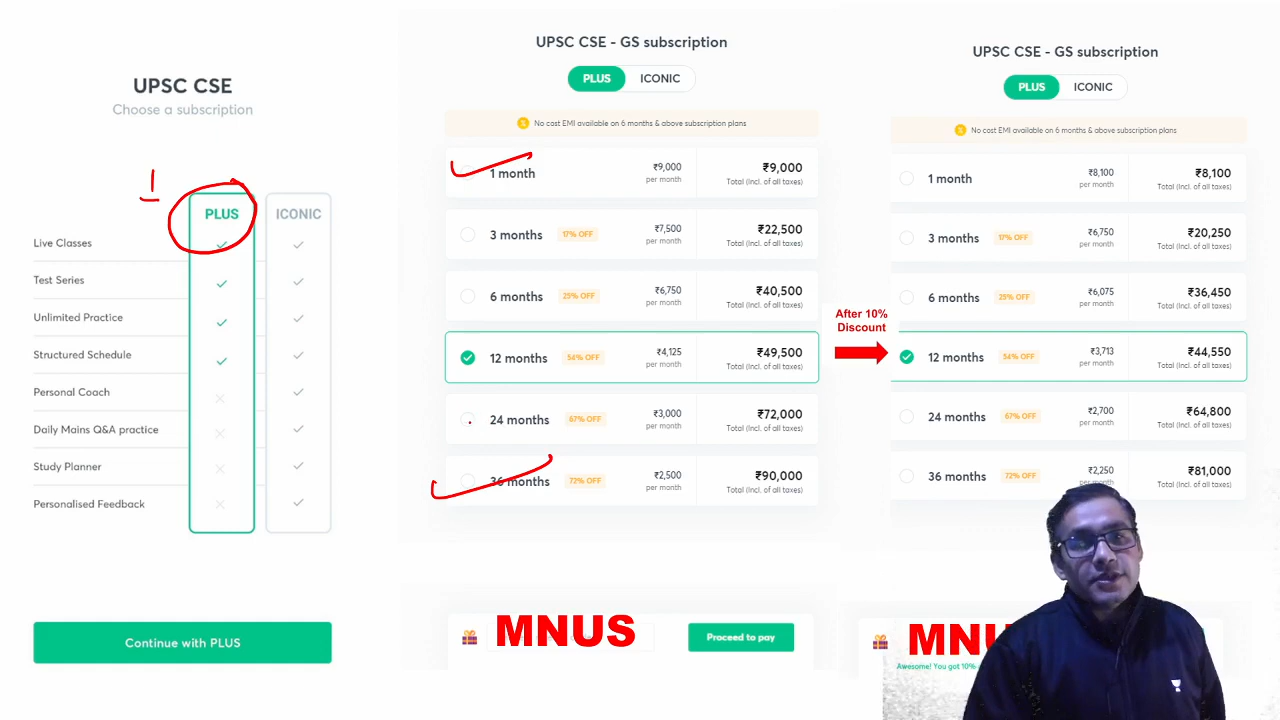 UPSC CSE
Choose a subscription
PLUS
ICONIC
Live Classes
Test Series
Unlimited Practice
Structured Schedule
Personal Coach
Daily Mains Q&A practice
Study Planner
Personalised Feedback
Continue with PLUS
UPSC CSE - GS subscription
PLUS ICONIC
No cost EMI available on 6 months & above subscription plans
1 month ₹9,000 per month ₹9,000 Total (Incl. of all taxes)
3 months 17% OFF ₹7,500 per month ₹22,500 Total (Incl. of all taxes)
6 months 25% OFF ₹6,750 per month ₹40,500 Total (Incl. of all taxes)
12 months 54% OFF ₹4,125 per month ₹49,500 Total (Incl. of all taxes)
24 months 67% OFF ₹3,000 per month ₹72,000 Total (Incl. of all taxes)
36 months 72% OFF ₹2,500 per month ₹90,000 Total (Incl. of all taxes)
MNUS
Proceed to pay
After 10%
Discount
UPSC CSE - GS subscription
PLUS ICONIC
No cost EMI available on 6 months & above subscription plans
1 month ₹8,100 per month ₹8,100 Total (Incl. of all taxes)
3 months 17% OFF ₹6,750 per month ₹20,250 Total (Incl. of all taxes)
6 months 25% OFF ₹6,075 per month ₹36,450 Total (Incl. of all taxes)
12 months 54% OFF ₹3,713 per month ₹44,550 Total (Incl. of all taxes)
24 months 67% OFF ₹2,700 per month ₹64,800 Total (Incl. of all taxes)
36 months 72% OFF ₹2,250 per month ₹81,000 Total (Incl. of all taxes)
MNU
Awesome! You got 10%